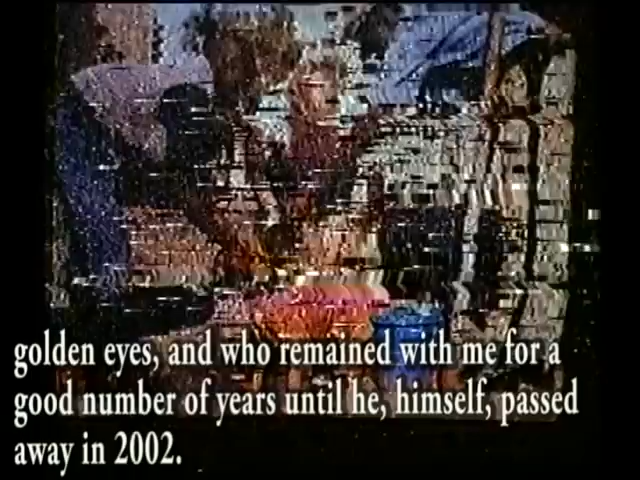 golden eyes, and who remained with me for a
good number of years until he, himself, passed
away in 2002.